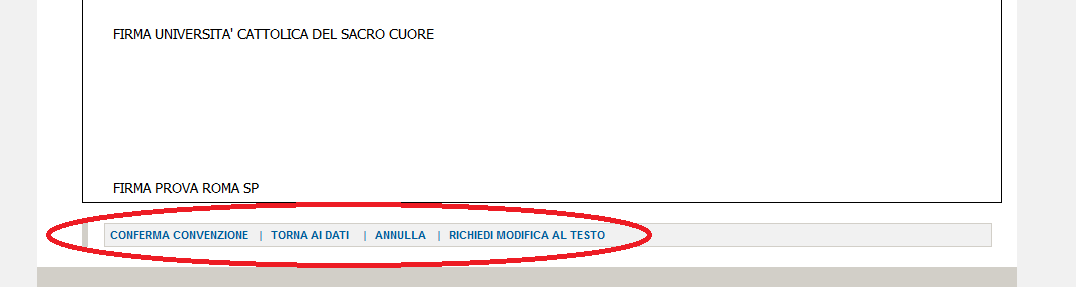 FIRMA UNIVERSITA' CATTOLICA DEL SACRO CUORE
FIRMA PROVA ROMA SP
CONFERMA CONVENZIONE | TORNA AI DATI | ANNULLA | RICHIEDI MODIFICA AL TESTO